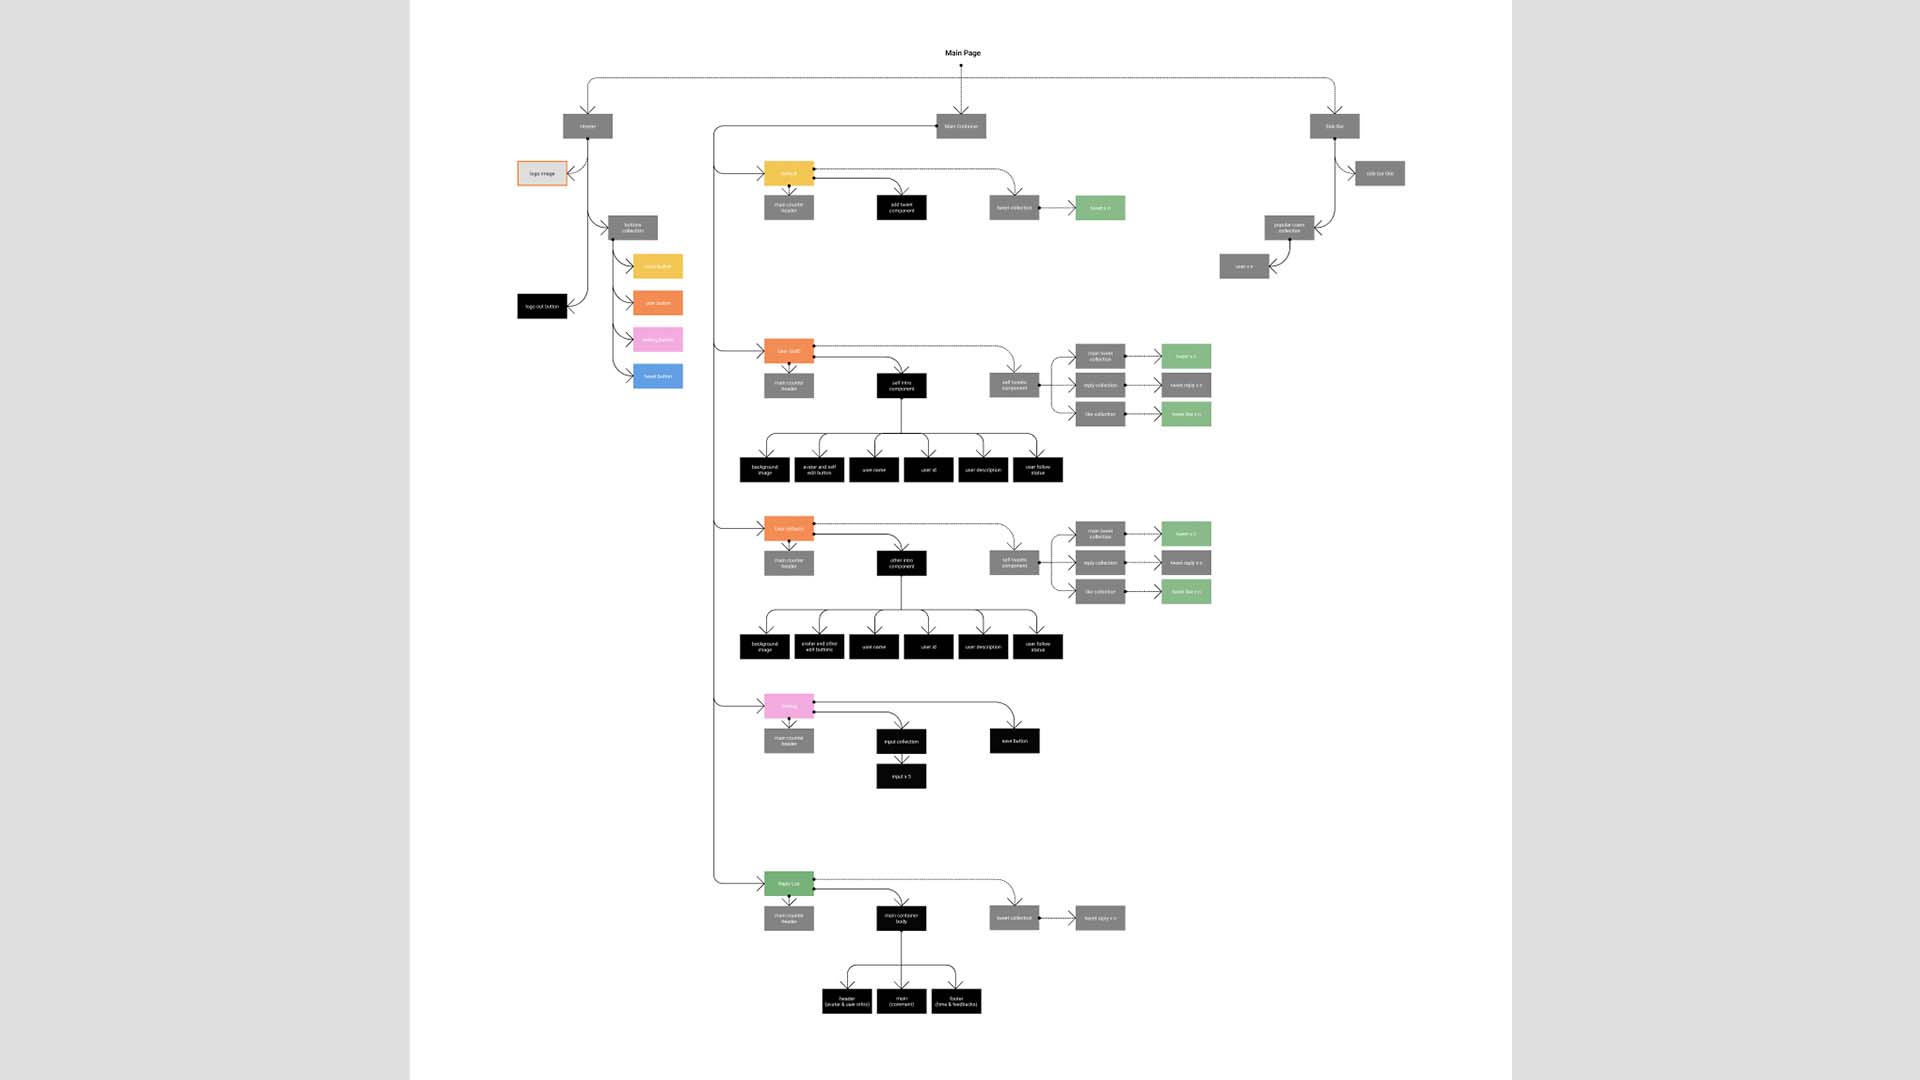 Main Page
Header
Main Container
Side Bar
logo image
default
side bar title
main counter
header
add tweet
component
tweet collection
tweet x n
buttons
collection
popular users
collection
user x n
logo out button
user button
setting button
tweet button
User (self)
main counter
header
self intro
component
self tweets
component
main tweet
collection
tweet x n
reply collection
tweet reply x n
like collection
tweet like x n
background
image
avatar and self
edit button
user name
user id
user description
user follow
status
User (others)
main counter
header
other intro
component
self tweets
component
main tweet
collection
tweet x n
reply collection
tweet reply x n
like collection
tweet like x n
background
image
avatar and other
edit buttons
user name
user id
user description
user follow
status
Setting
main counter
header
input collection
save button
input x 5
Reply List
main counter
header
main container
body
tweet collection
tweet reply x n
header
(avatar & user intro)
main
(comment)
footer
(time & feedbacks)